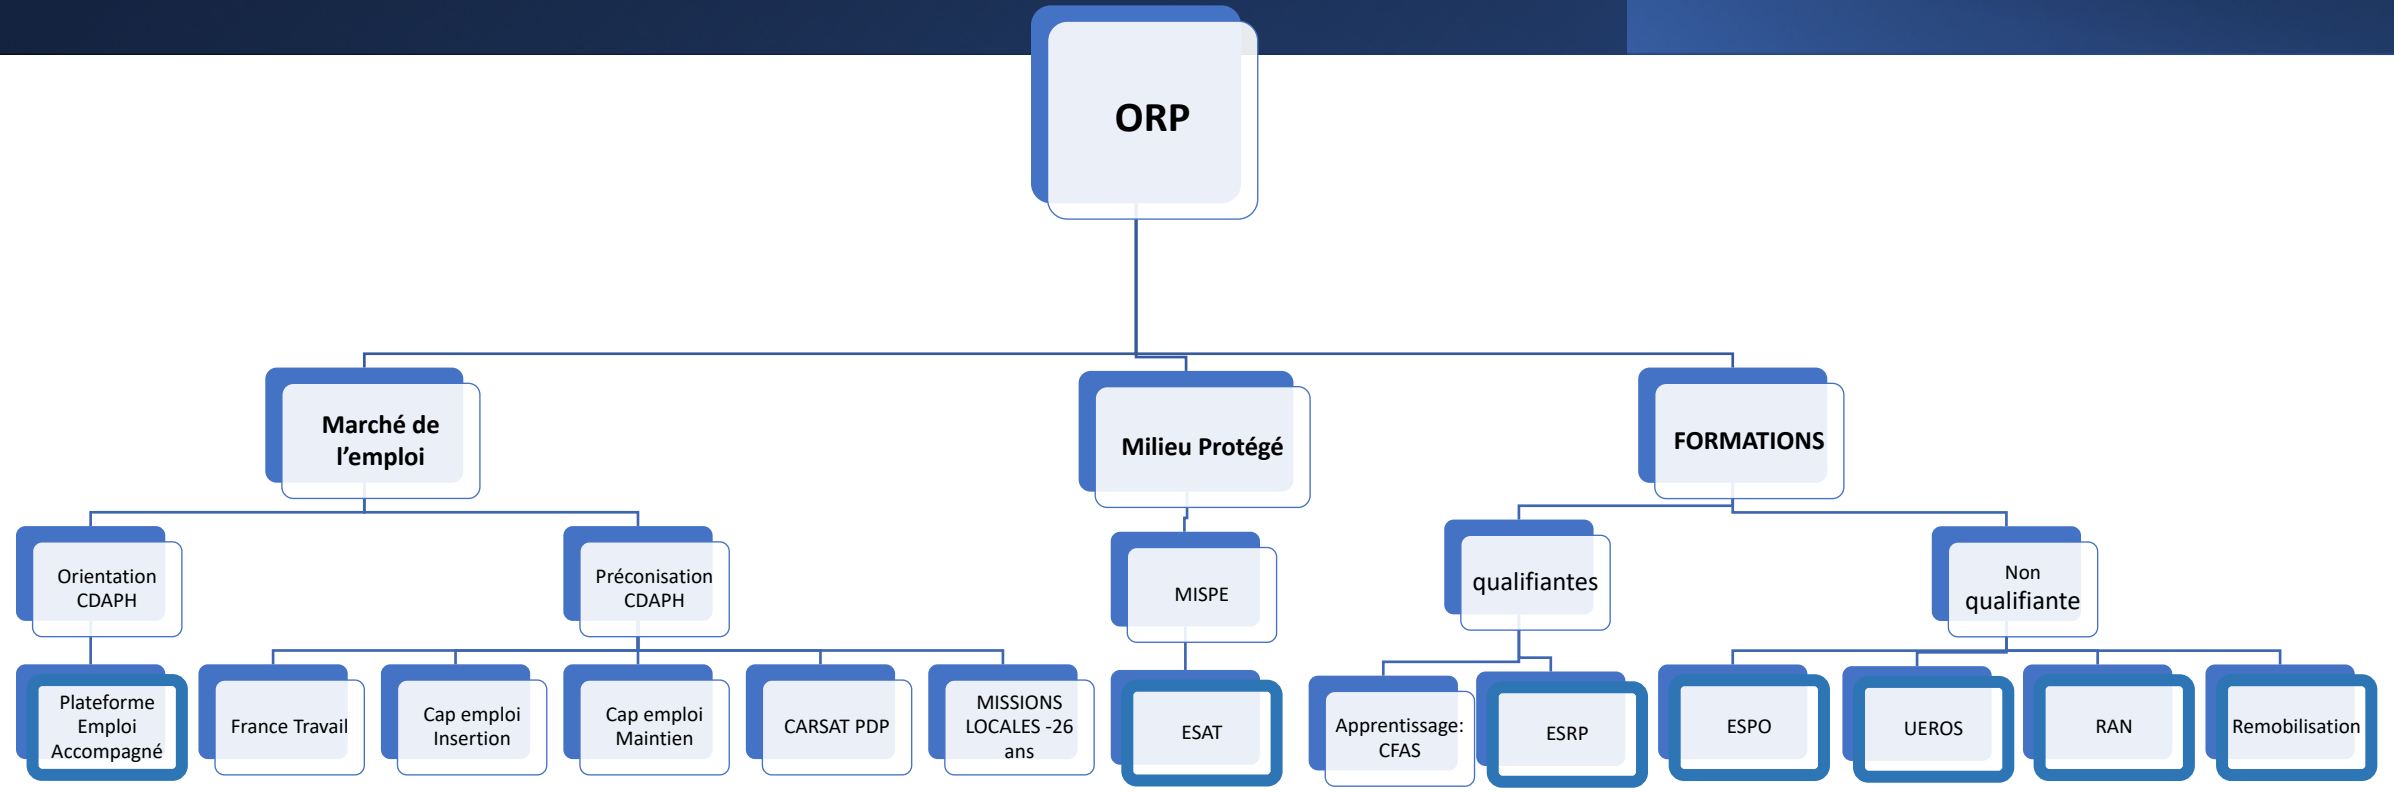 ORP
Marché de
l’emploi
Milieu Protégé
FORMATIONS
Orientation
CDAPH
Préconisation
CDAPH
MISPE
qualifiantes
Non
qualifiante
Plateforme
Emploi
Accompagné
France Travail
Cap emploi
Insertion
Cap emploi
Maintien
CARSAT PDP
MISSIONS
LOCALES -26
ans
ESAT
Apprentissage:
CFAS
ESRP
ESPO
UEROS
RAN
Remobilisation